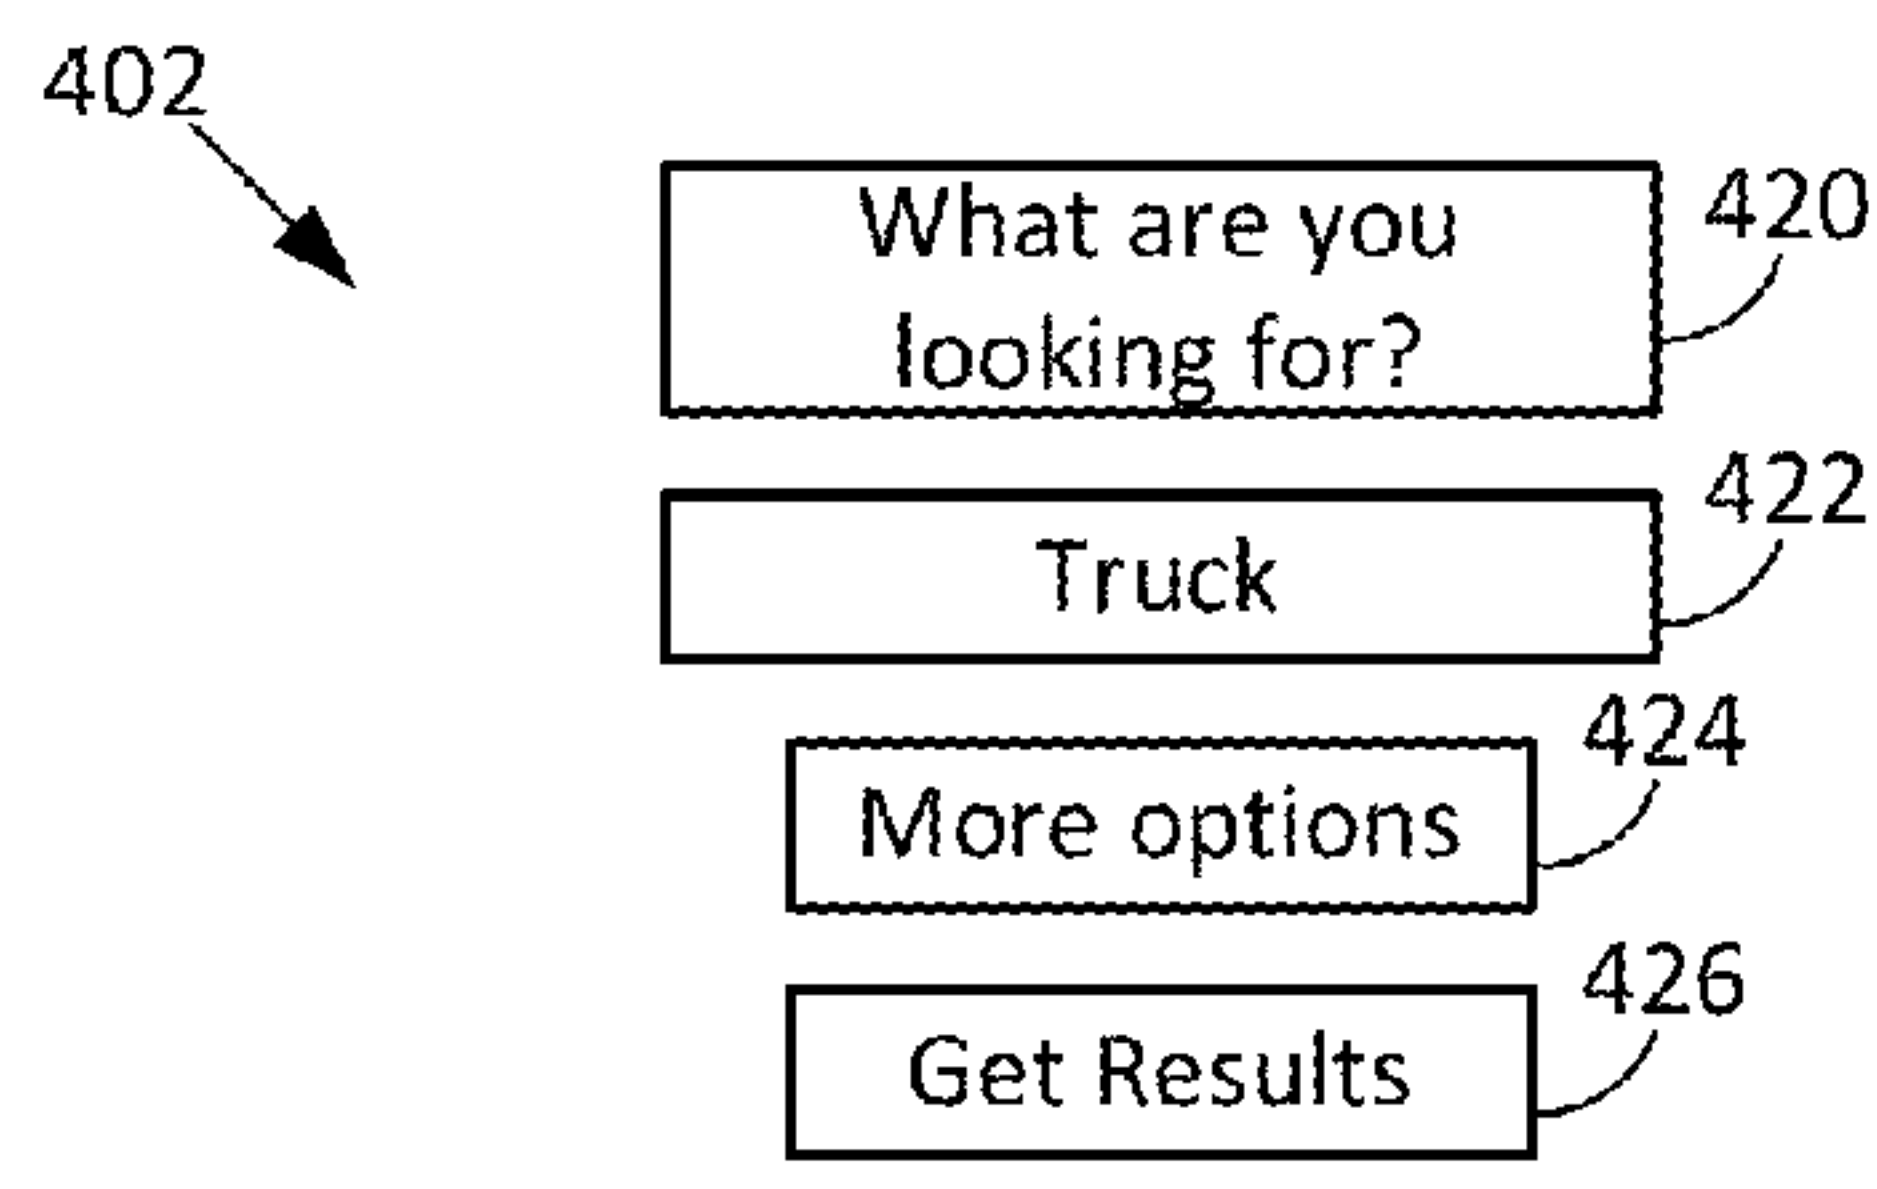 402
What are you
looking for?
420
Truck
422
More options
424
Get Results
426